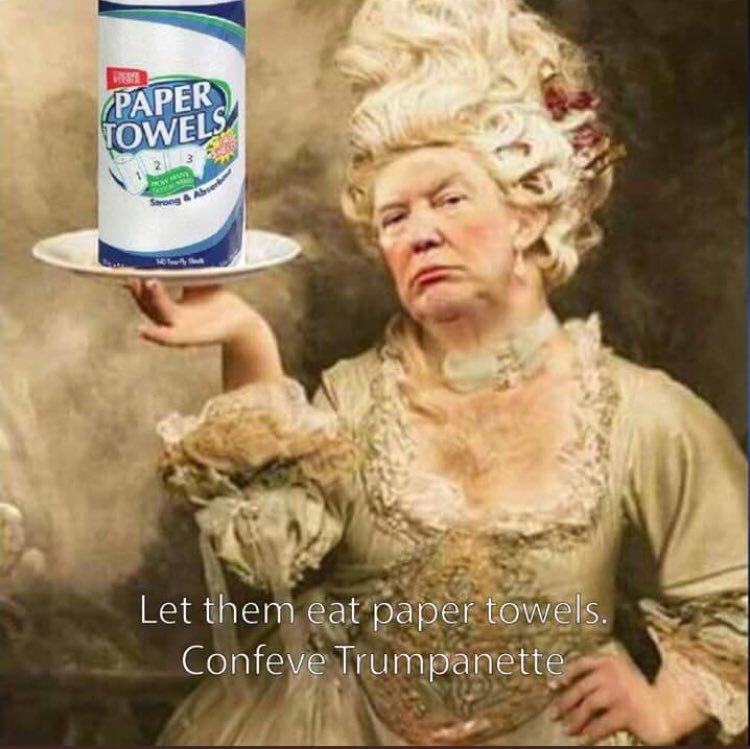 PAPER
TOWELS
1 2 3
Strong & Absorbent
Let them eat paper towels.
Confeve Trumpanette